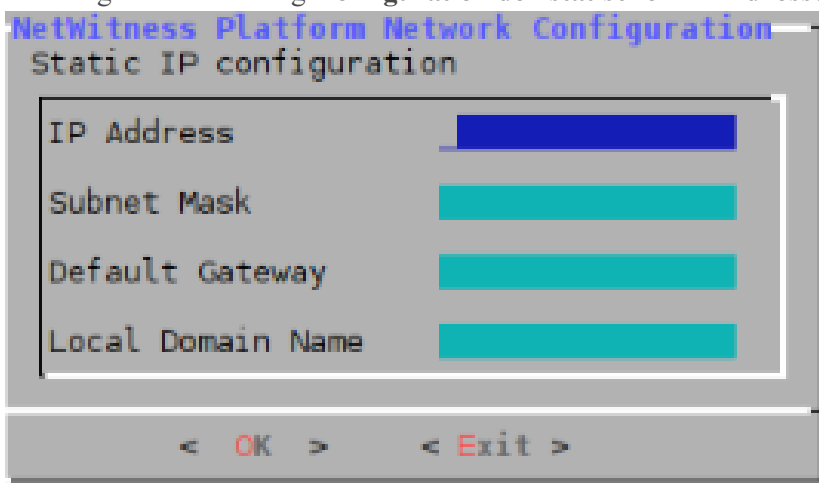 NetWitness Platform Network Configuration
Static IP configuration
IP Address
Subnet Mask
Default Gateway
Local Domain Name
< OK > < Exit >